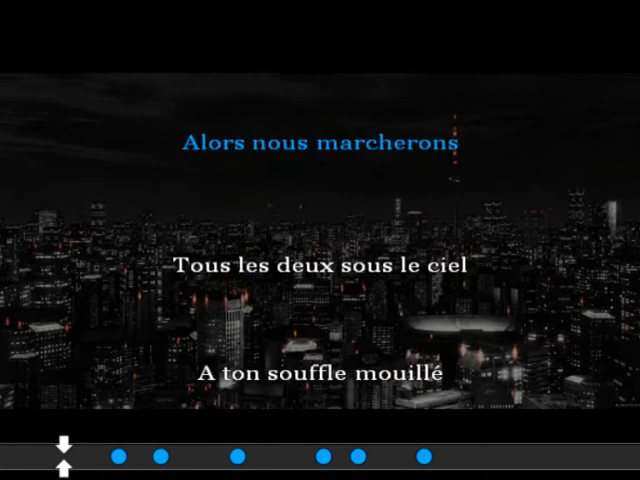 Alors nous marcherons
Tous les deux sous le ciel
A ton souffle mouillé